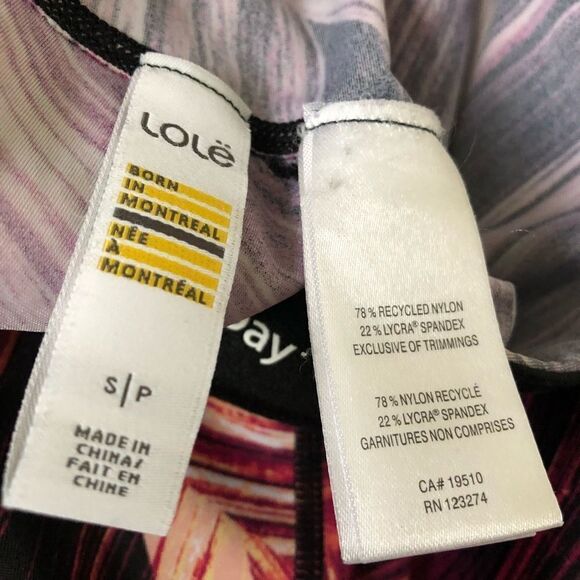 Lolë
BORN
IN
MONTREAL
NÉE
À
MONTRÉAL
S|P
MADE IN
CHINA/
FAIT EN
CHINE
78% RECYCLED NYLON
22% LYCRA® SPANDEX
EXCLUSIVE OF TRIMMINGS
78% NYLON RECYCLÉ
22% LYCRA® SPANDEX
GARNITURES NON COMPRISES
CA# 19510
RN 123274